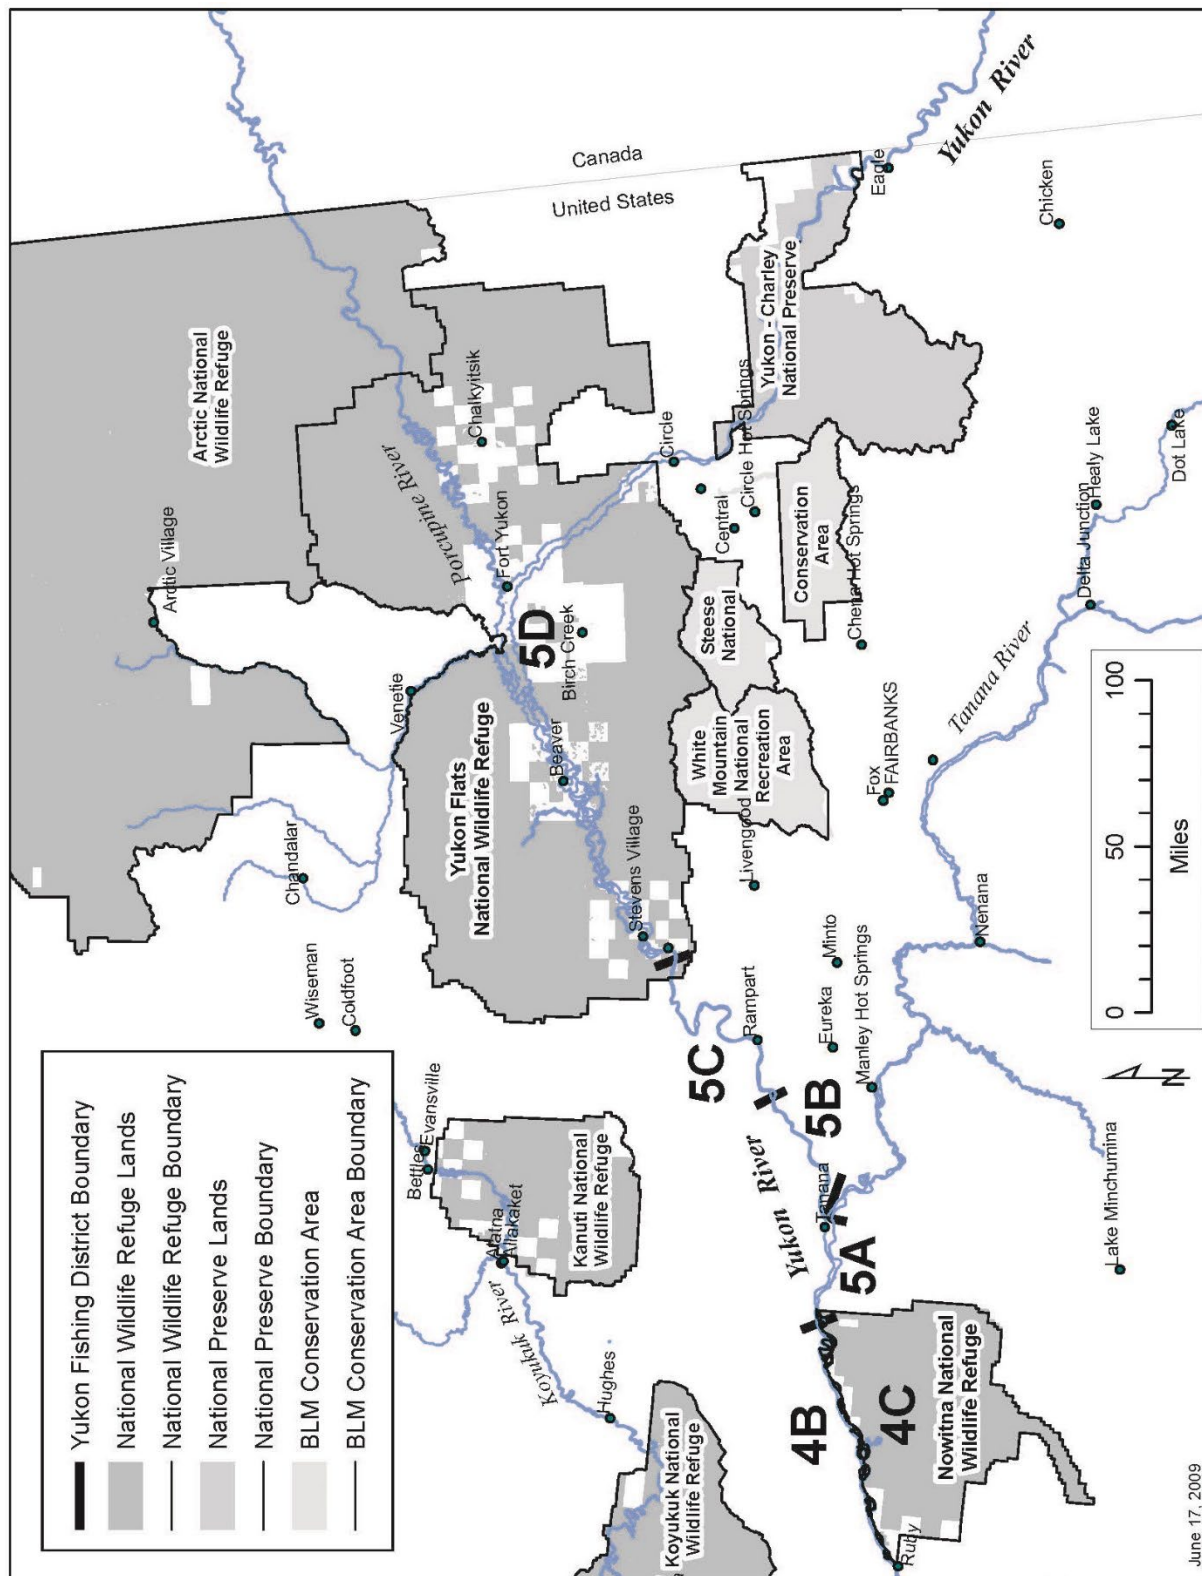 Yukon Fishing District Boundary
National Wildlife Refuge Lands
National Wildlife Refuge Boundary
National Preserve Lands
National Preserve Boundary
BLM Conservation Area
BLM Conservation Area Boundary
Arctic National
Wildlife Refuge
Arctic Village
Wiseman
Coldfoot
Chandalar
Venetie
Porcupine River
Chalkyitsik
Fort Yukon
Canada
United States
Bettles
Evansville
Alatna
Allakaket
Kanuti National
Wildlife Refuge
Koyukuk River
Hughes
Koyukuk National
Wildlife Refuge
Yukon Flats
National Wildlife Refuge
Beaver
5D
Birch Creek
Stevens Village
Circle
Central
Circle Hot Springs
Yukon - Charley
National Preserve
Eagle
Yukon River
Chicken
Steese
National
Conservation
Area
White
Mountain
National
Recreation
Area
Chena Hot Springs
Livengood
Fox
FAIRBANKS
5C
Rampart
Eureka
Minto
Manley Hot Springs
5B
Yukon River
Tanana
5A
4B
4C
Nowitna National
Wildlife Refuge
Ruby
Lake Minchumina
Nenana
Tanana River
Delta Junction
Healy Lake
Dot Lake
N
0 50 100
Miles
June 17, 2009